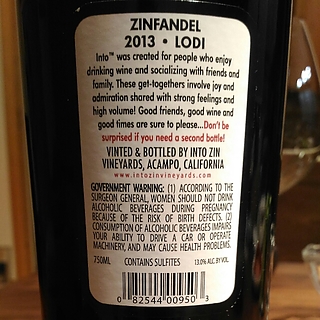 ZINFANDEL
2013 • LODI
Into™ was created for people who enjoy
drinking wine and socializing with friends and
family. These get-togethers involve joy and
admiration shared with strong feelings and
high volume! Good friends, good wine and
good times are sure to please...Don't be
surprised if you need a second bottle!
VINTED & BOTTLED BY INTO ZIN
VINEYARDS, ACAMPO, CALIFORNIA
www.intozinvineyards.com
GOVERNMENT WARNING: (1) ACCORDING TO THE
SURGEON GENERAL, WOMEN SHOULD NOT DRINK
ALCOHOLIC BEVERAGES DURING PREGNANCY
BECAUSE OF THE RISK OF BIRTH DEFECTS. (2)
CONSUMPTION OF ALCOHOLIC BEVERAGES IMPAIRS
YOUR ABILITY TO DRIVE A CAR OR OPERATE
MACHINERY, AND MAY CAUSE HEALTH PROBLEMS.
750ML CONTAINS SULFITES 13.0% ALC. BY VOL.
0 82544 00950 3